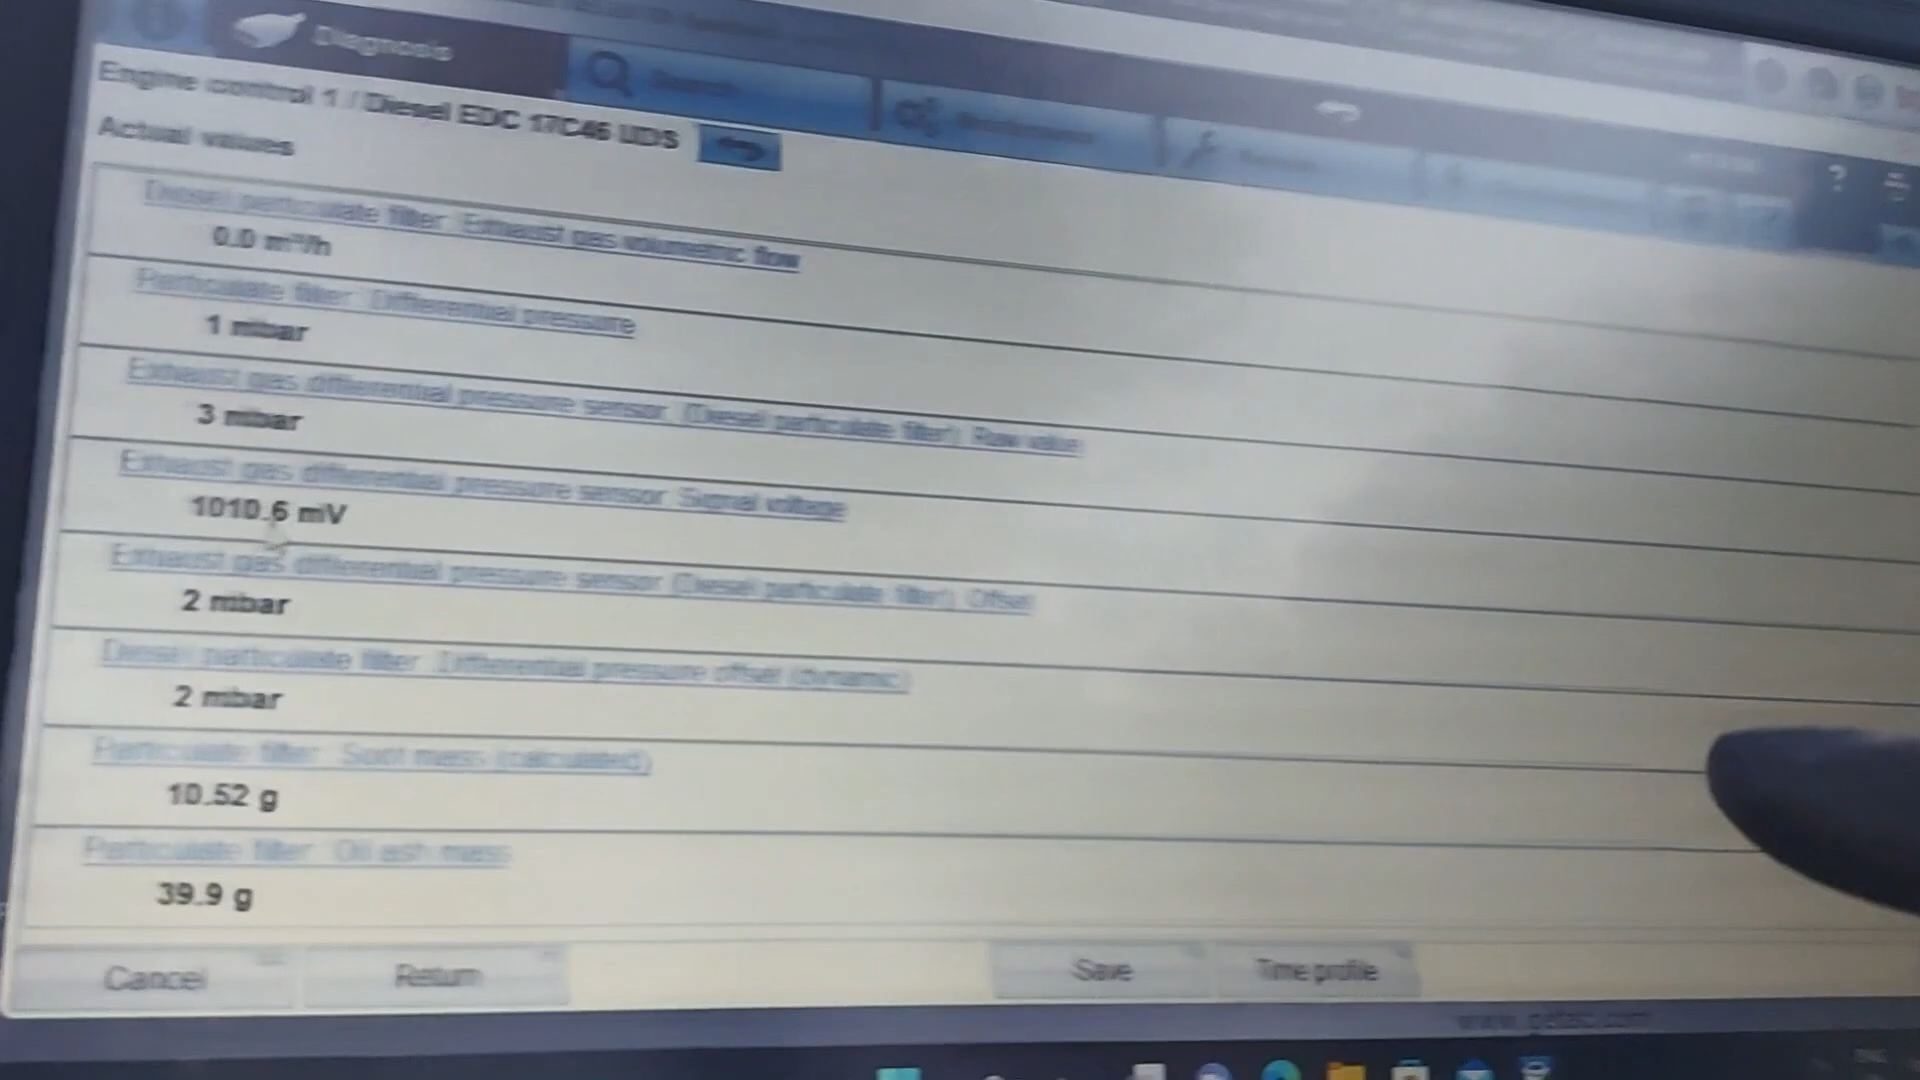 Diagnosis
Search
Engine control 1 / Diesel EDC 17C46 UDS
Actual values
Diesel particulate filter: Exhaust gas volumetric flow
0.0 m³/h
Particulate filter: Differential pressure
1 mbar
Exhaust gas differential pressure sensor (Diesel particulate filter), Raw value
3 mbar
Exhaust gas differential pressure sensor: Signal voltage
1010.6 mV
Exhaust gas differential pressure sensor (Diesel particulate filter), Offset
2 mbar
Diesel particulate filter: Differential pressure offset (dynamic)
2 mbar
Particulate filter: Soot mass (calculated)
10.52 g
Particulate filter: Oil ash mass
39.9 g
Cancel
Return
Save
Time profile